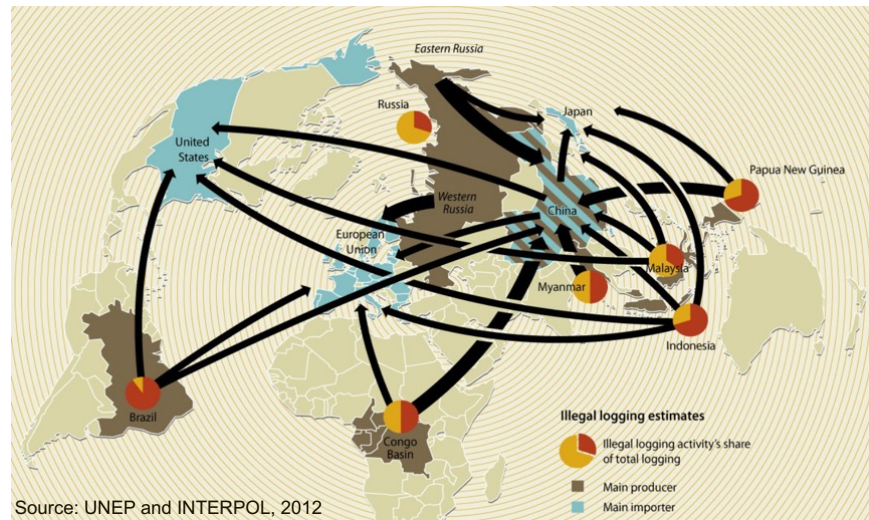 Eastern Russia
Russia
Japan
United
States
Papua New Guinea
Western
Russia
China
European
Union
Malaysia
Myanmar
Indonesia
Brazil
Congo
Basin
Illegal logging estimates
Illegal logging activity's share
of total logging
Main producer
Main importer
Source: UNEP and INTERPOL, 2012